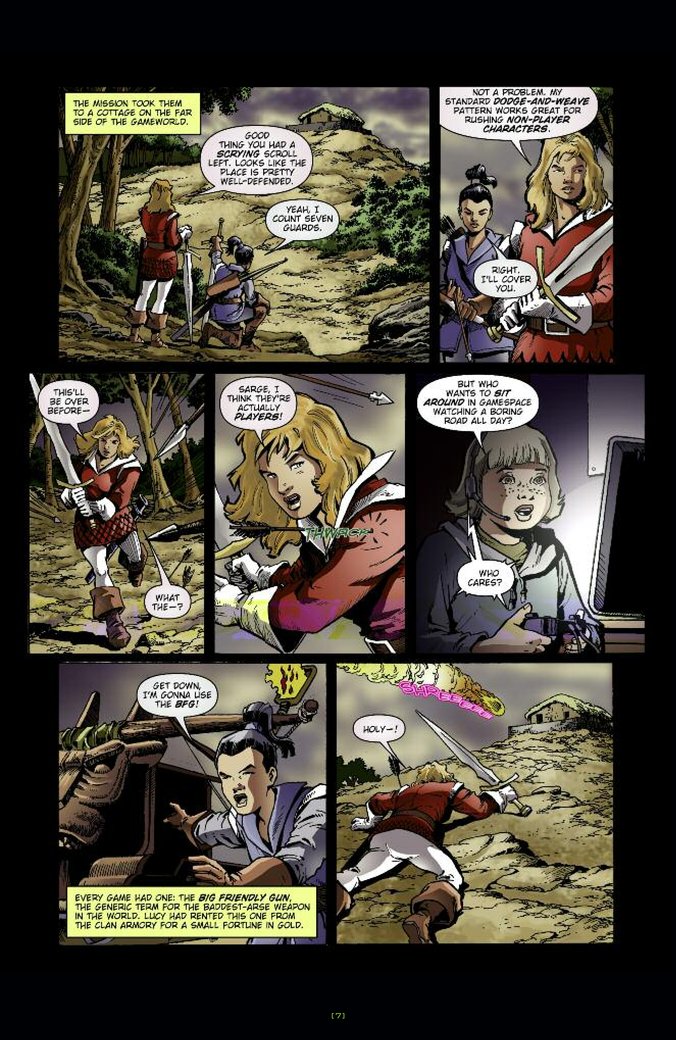 THE MISSION TOOK THEM
TO A COTTAGE ON THE FAR
SIDE OF THE GAMEWORLD.
GOOD
THING YOU HAD A
SCRYING SCROLL
LEFT. LOOKS LIKE THE
PLACE IS PRETTY
WELL-DEFENDED.
YEAH, I
COUNT SEVEN
GUARDS.
NOT A PROBLEM. MY
STANDARD DODGE-AND-WEAVE
PATTERN WORKS GREAT FOR
RUSHING NON-PLAYER
CHARACTERS.
RIGHT.
I'LL COVER
YOU.
THIS'LL
BE OVER
BEFORE—
WHAT
THE—?
SARGE, I
THINK THEY'RE
ACTUALLY
PLAYERS!
THWACK
BUT WHO
WANTS TO SIT
AROUND IN GAMESPACE
WATCHING A BORING
ROAD ALL DAY?
WHO
CARES?
GET DOWN,
I'M GONNA USE
THE BFG!
EVERY GAME HAD ONE: THE BIG FRIENDLY GUN,
THE GENERIC TERM FOR THE BADDEST-ARSE WEAPON
IN THE WORLD. LUCY HAD RENTED THIS ONE FROM
THE CLAN ARMORY FOR A SMALL FORTUNE IN GOLD.
SHREEEEE
HOLY—!
[7]